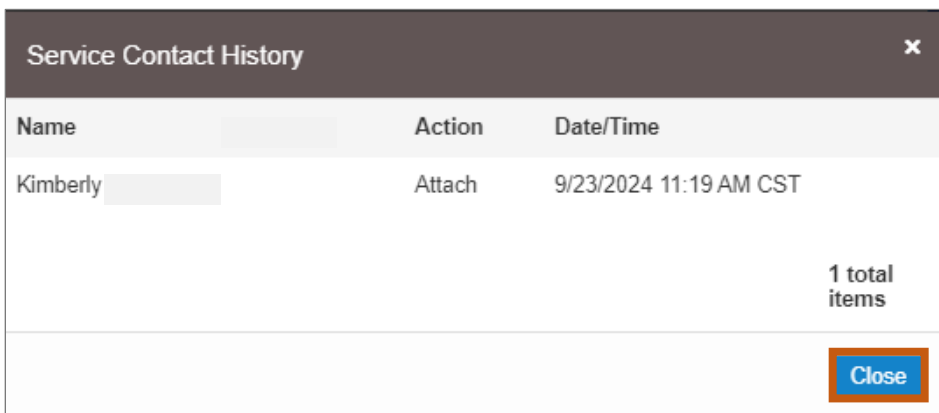 Service Contact History ×
Name Action Date/Time
Kimberly Attach 9/23/2024 11:19 AM CST
1 total
items
Close